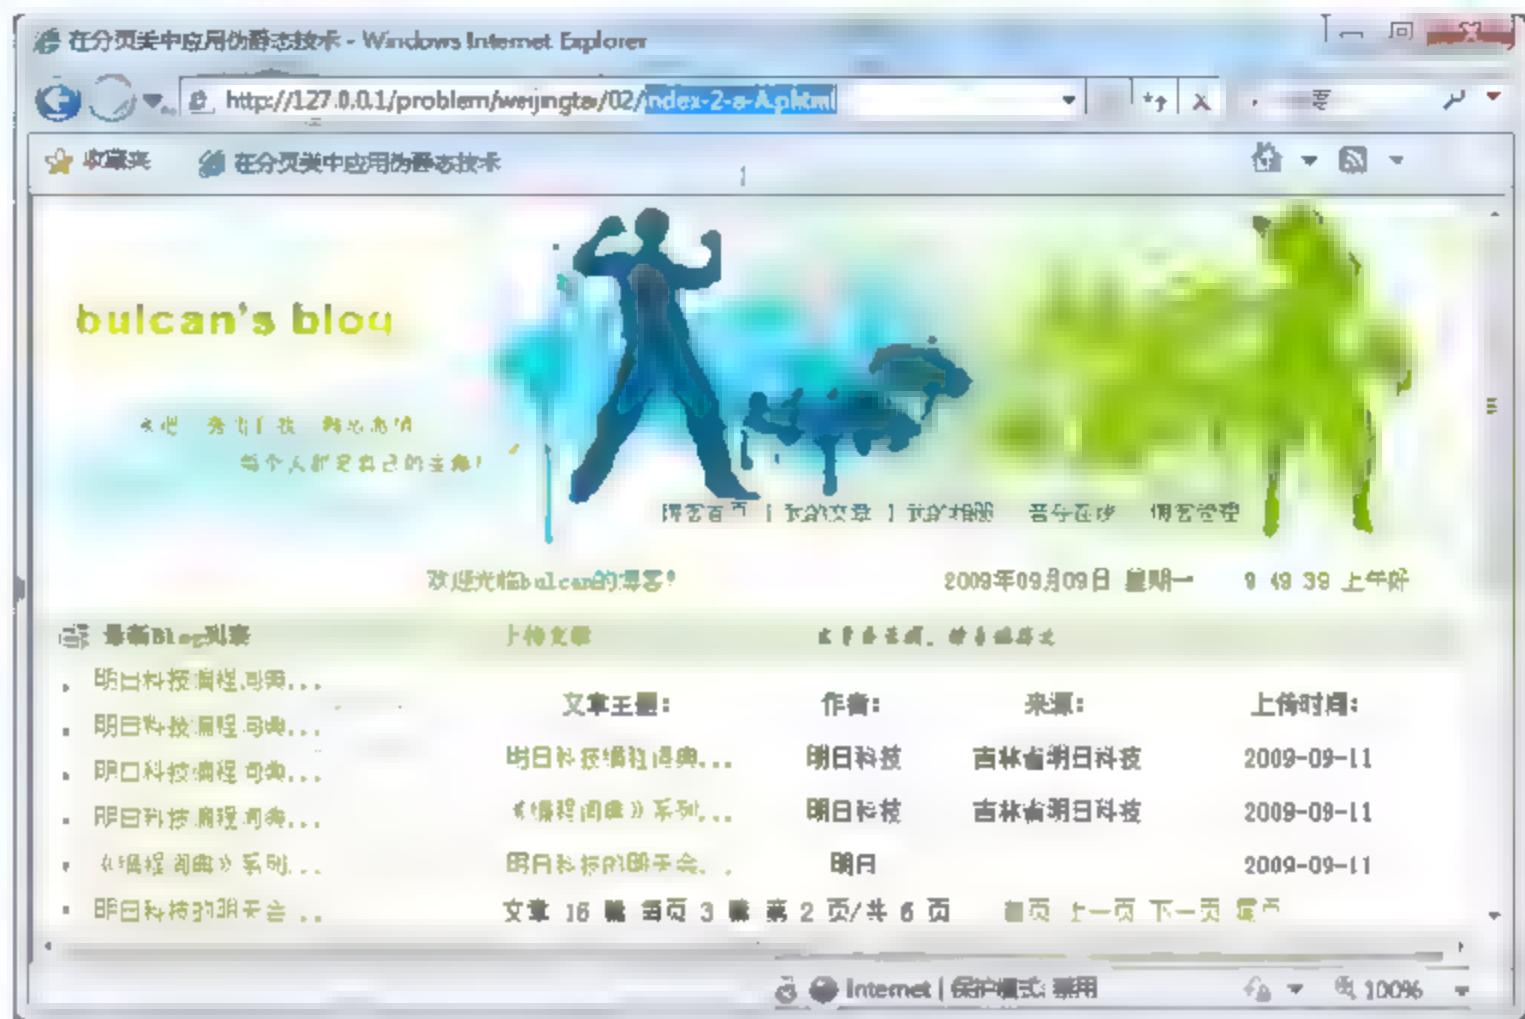 在分页类中应用伪静态技术 - Windows Internet Explorer
http://127.0.0.1/problem/weijingtai/02/index-2-a-A.phtml
收藏夹 在分页类中应用伪静态技术
bulcan's blog
每个人都是自己的主角!
博客首页 | 我的文章 | 我的相册 音乐在线 博客管理
欢迎光临bulcan的博客! 2009年09月09日 星期一 9 49 39 上午好
最新Blog列表 上传文章
明日科技编程词典... 文章主题: 作者: 来源: 上传时间:
明日科技编程词典...
明日科技编程词典... 明日科技编程词典... 明日科技 吉林省明日科技 2009-09-11
明日科技编程词典... 《编程词典》系列... 明日科技 吉林省明日科技 2009-09-11
《编程词典》系列... 明日科技的明天会... 明日 2009-09-11
明日科技的明天会... 文章 16 篇 每页 3 篇 第 2 页/共 6 页 首页 上一页 下一页 尾页
Internet | 保护模式: 禁用 100%